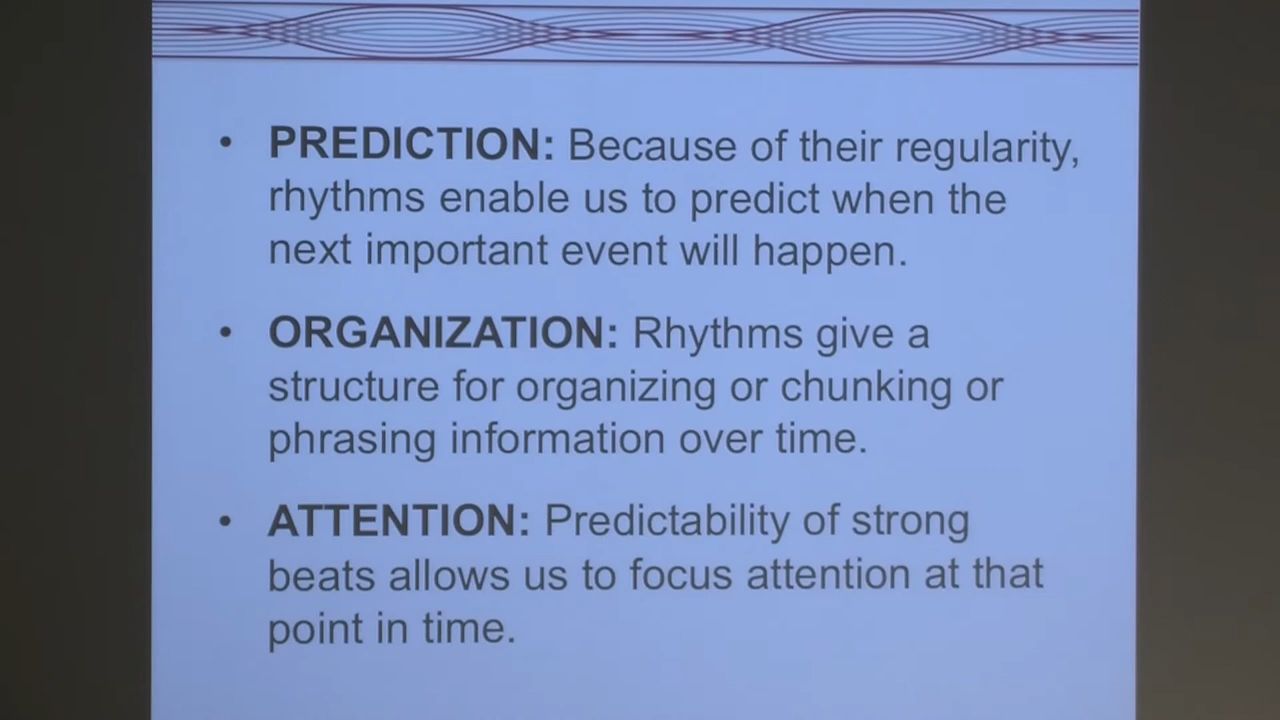 • PREDICTION: Because of their regularity,
rhythms enable us to predict when the
next important event will happen.
• ORGANIZATION: Rhythms give a
structure for organizing or chunking or
phrasing information over time.
• ATTENTION: Predictability of strong
beats allows us to focus attention at that
point in time.